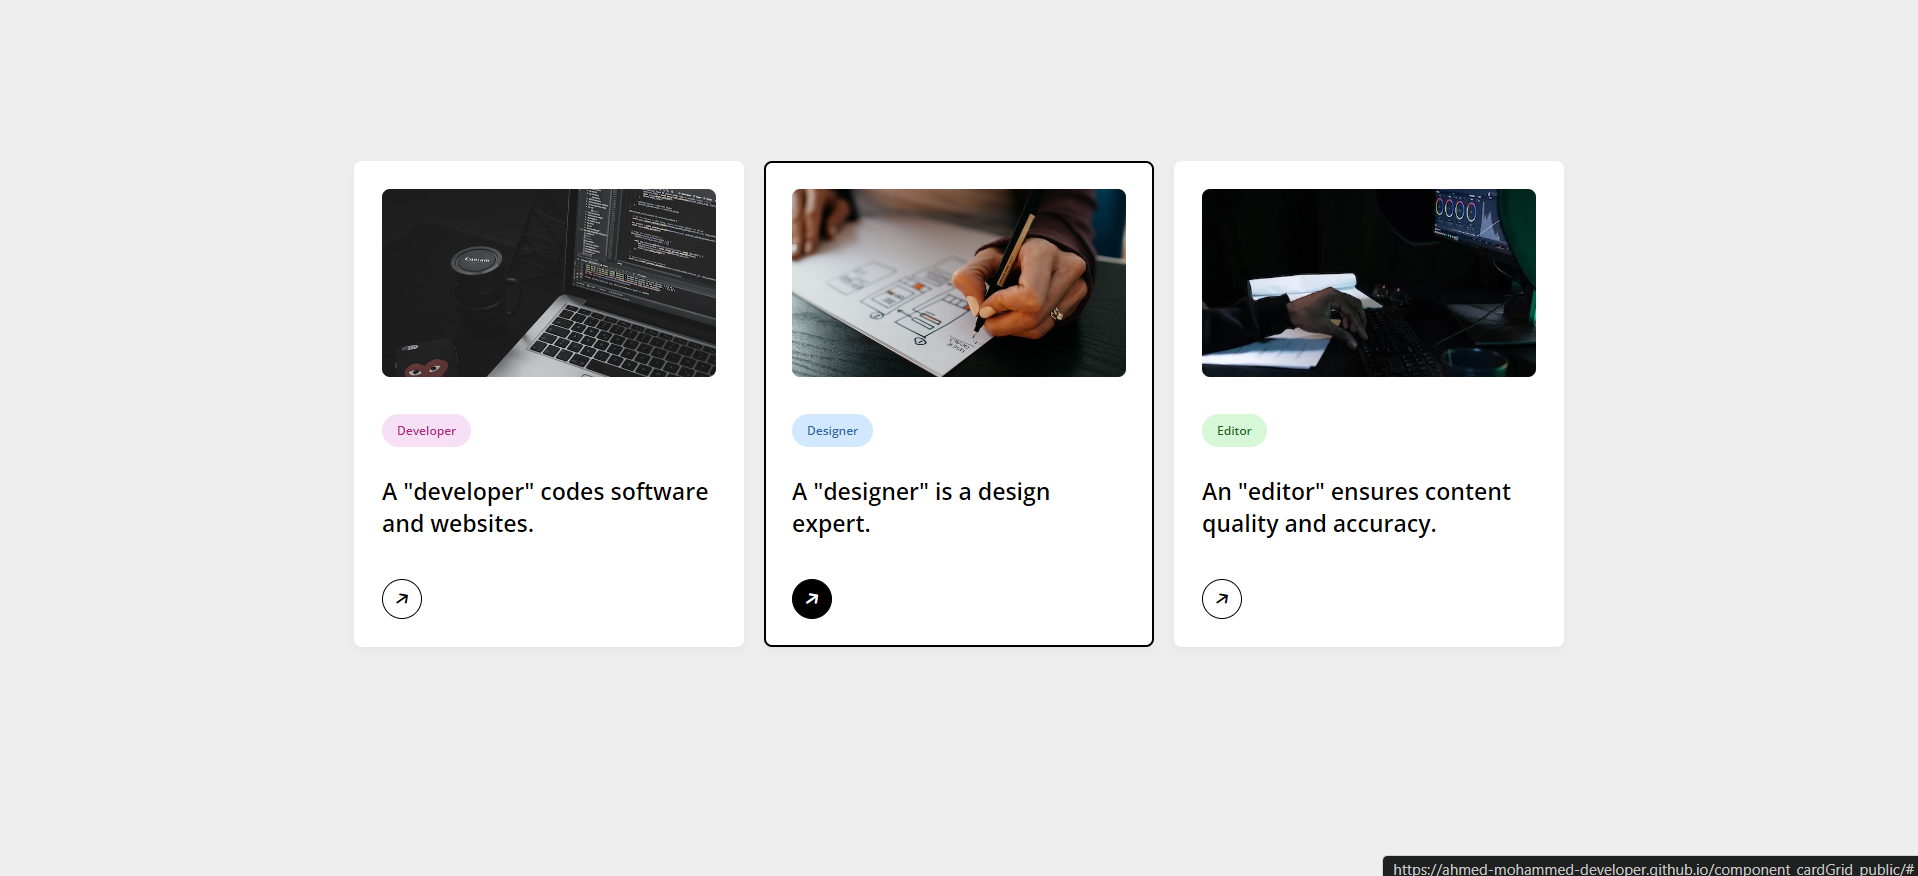 Developer
A "developer" codes software
and websites.
Designer
A "designer" is a design
expert.
Editor
An "editor" ensures content
quality and accuracy.
https://ahmed-mohammed-developer.github.io/component_cardGrid_public/#